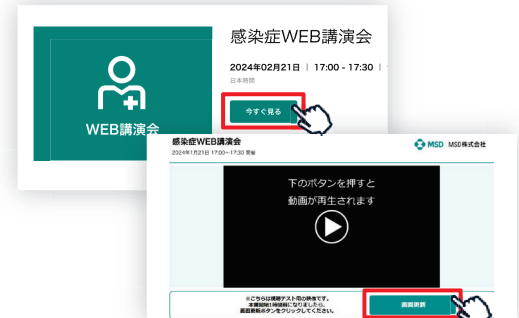 感染症WEB講演会
2024年02月21日 | 17:00 - 17:30 |
日本時間
今すぐ見る
WEB講演会
感染症WEB講演会
2024年1月21日 17:00~17:30 開催
MSD MSD株式会社
下のボタンを押すと
動画が再生されます
※こちらは視聴テスト用の映像です。
本番開始1時間前になりましたら、
画面更新ボタンをクリックしてください。
画面更新